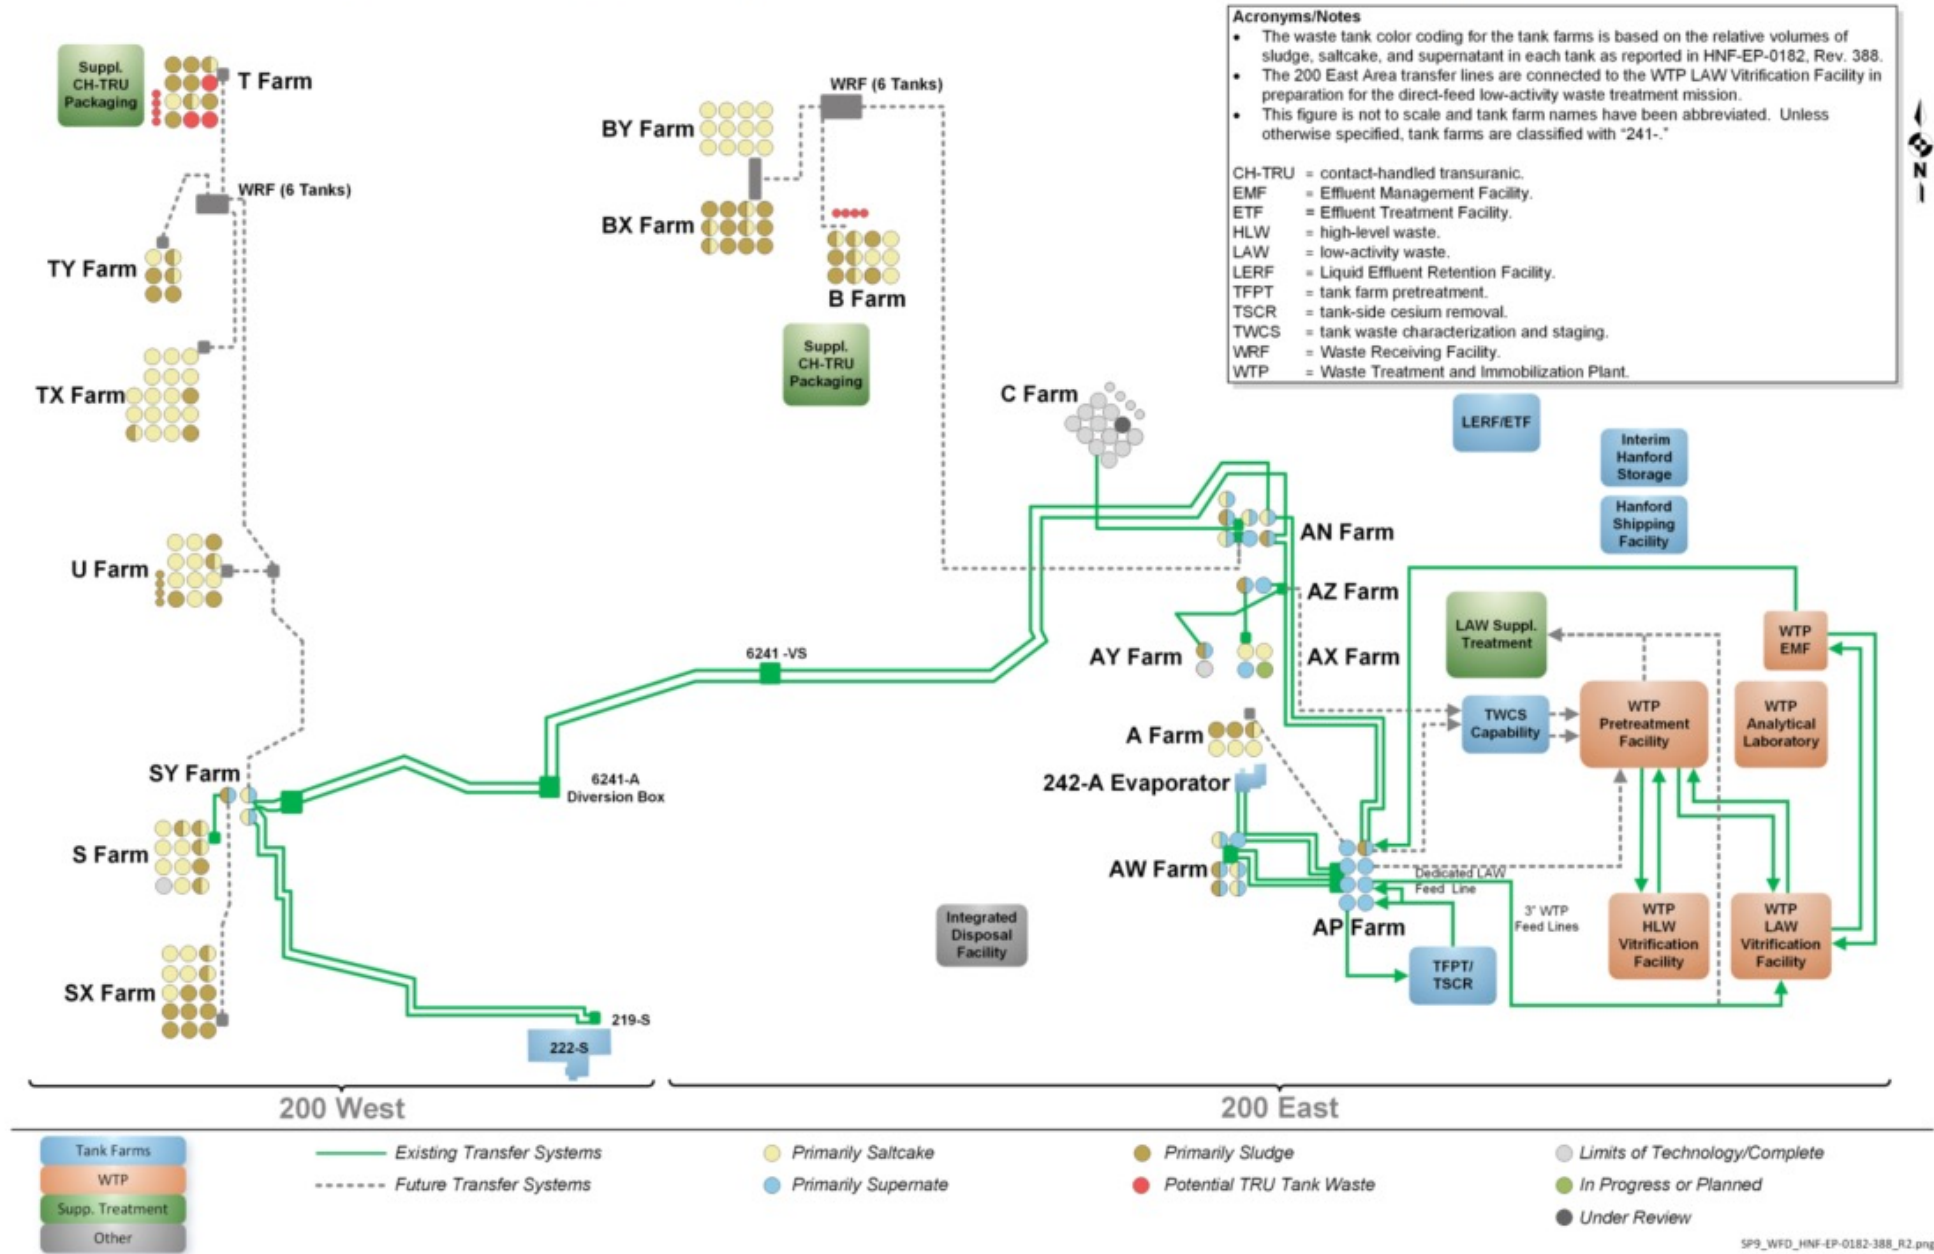 Acronyms/Notes
• The waste tank color coding for the tank farms is based on the relative volumes of
sludge, saltcake, and supernatant in each tank as reported in HNF-EP-0182, Rev. 388.
• The 200 East Area transfer lines are connected to the WTP LAW Vitrification Facility in
preparation for the direct-feed low-activity waste treatment mission.
• This figure is not to scale and tank farm names have been abbreviated. Unless
otherwise specified, tank farms are classified with “241-.”
CH-TRU = contact-handled transuranic.
EMF = Effluent Management Facility.
ETF = Effluent Treatment Facility.
HLW = high-level waste.
LAW = low-activity waste.
LERF = Liquid Effluent Retention Facility.
TFPT = tank farm pretreatment.
TSCR = tank-side cesium removal.
TWCS = tank waste characterization and staging.
WRF = Waste Receiving Facility.
WTP = Waste Treatment and Immobilization Plant.
N
Suppl.
CH-TRU
Packaging
T Farm
WRF (6 Tanks)
TY Farm
TX Farm
U Farm
SY Farm
S Farm
SX Farm
BY Farm
WRF (6 Tanks)
BX Farm
B Farm
Suppl.
CH-TRU
Packaging
C Farm
LERF/ETF
Interim
Hanford
Storage
Hanford
Shipping
Facility
AN Farm
AZ Farm
AY Farm
AX Farm
A Farm
242-A Evaporator
AW Farm
AP Farm
6241 -VS
6241-A
Diversion Box
219-S
222-S
Integrated
Disposal
Facility
LAW Suppl.
Treatment
WTP
EMF
TWCS
Capability
WTP
Pretreatment
Facility
WTP
Analytical
Laboratory
Dedicated LAW
Feed Line
3" WTP
Feed Lines
WTP
HLW
Vitrification
Facility
WTP
LAW
Vitrification
Facility
TFPT/
TSCR
200 West
200 East
Tank Farms
WTP
Supp. Treatment
Other
Existing Transfer Systems
Future Transfer Systems
Primarily Saltcake
Primarily Supernate
Primarily Sludge
Potential TRU Tank Waste
Limits of Technology/Complete
In Progress or Planned
Under Review
SP9_WFD_HNF-EP-0182-388_R2.png